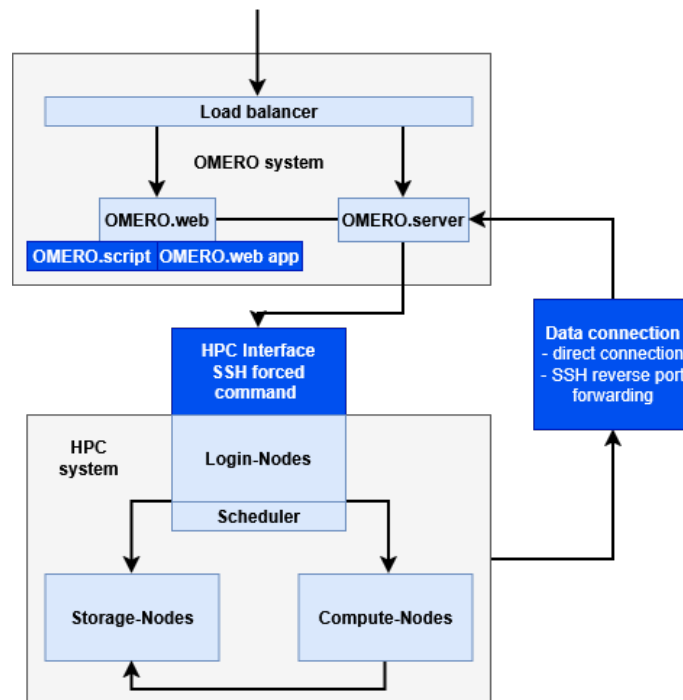 Load balancer
OMERO system
OMERO.web
OMERO.server
OMERO.script
OMERO.web app
HPC Interface
SSH forced
command
Data connection
- direct connection
- SSH reverse port
forwarding
HPC
system
Login-Nodes
Scheduler
Storage-Nodes
Compute-Nodes